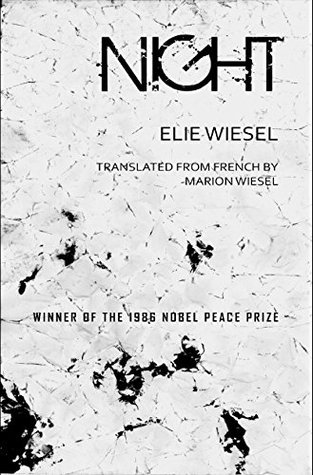 NIGHT
ELIE WIESEL
TRANSLATED FROM FRENCH BY
MARION WIESEL
WINNER OF THE 1986 NOBEL PEACE PRIZE